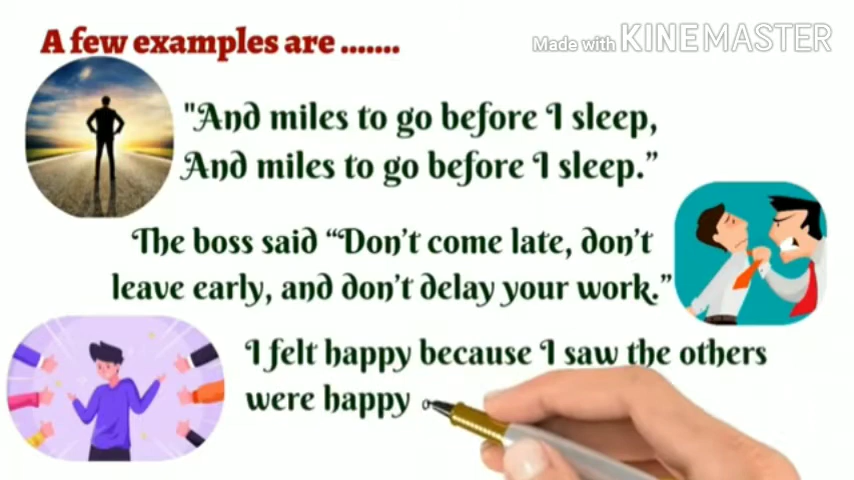 A few examples are .......
Made with KINEMASTER
"And miles to go before I sleep,
And miles to go before I sleep.”
The boss said “Don’t come late, don’t
leave early, and don’t delay your work.”
I felt happy because I saw the others
were happy